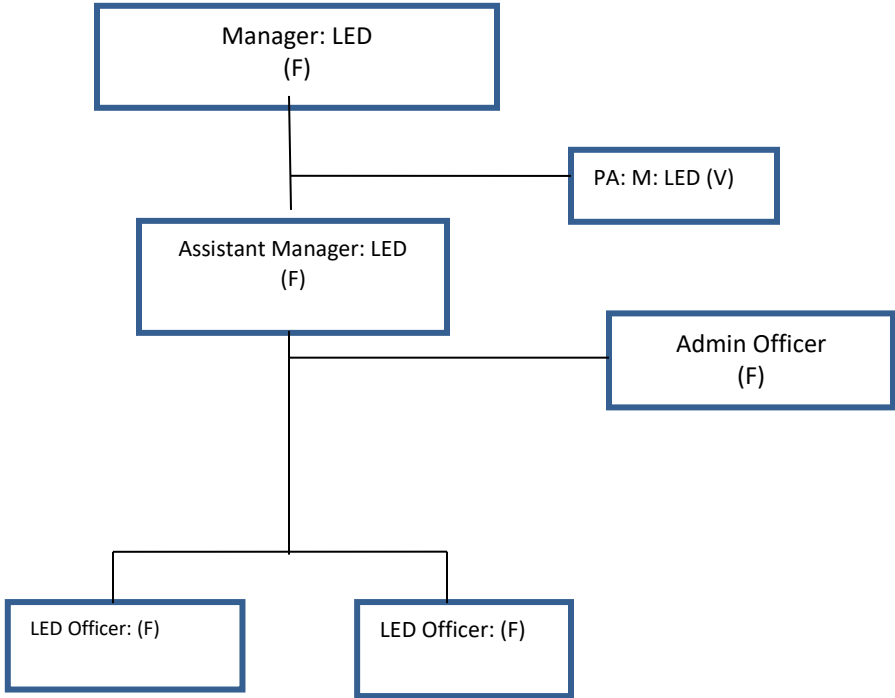 Manager: LED
(F)
PA: M: LED (V)
Assistant Manager: LED
(F)
Admin Officer
(F)
LED Officer: (F)
LED Officer: (F)